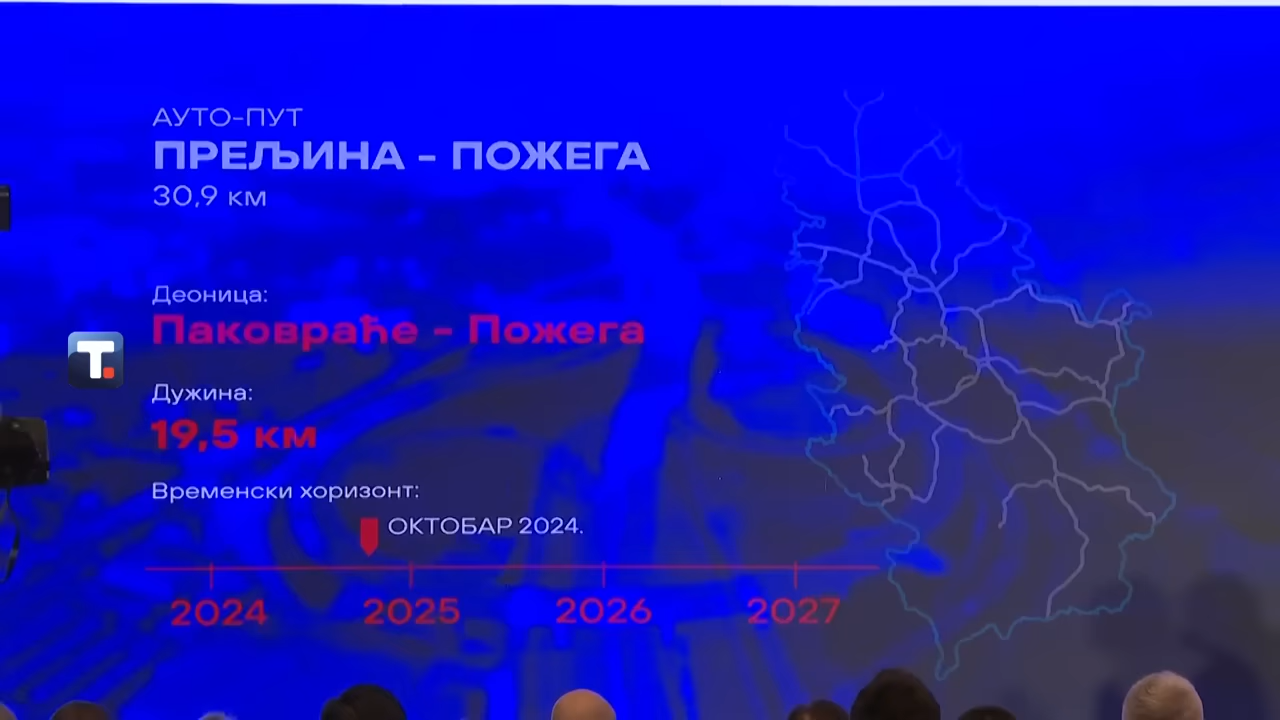 АУТО-ПУТ
ПРЕЉИНА - ПОЖЕГА
30,9 км
Деоница:
Паковраће - Пожега
T.
Дужина:
19,5 км
Временски хоризонт:
ОКТОБАР 2024.
2024 2025 2026 2027